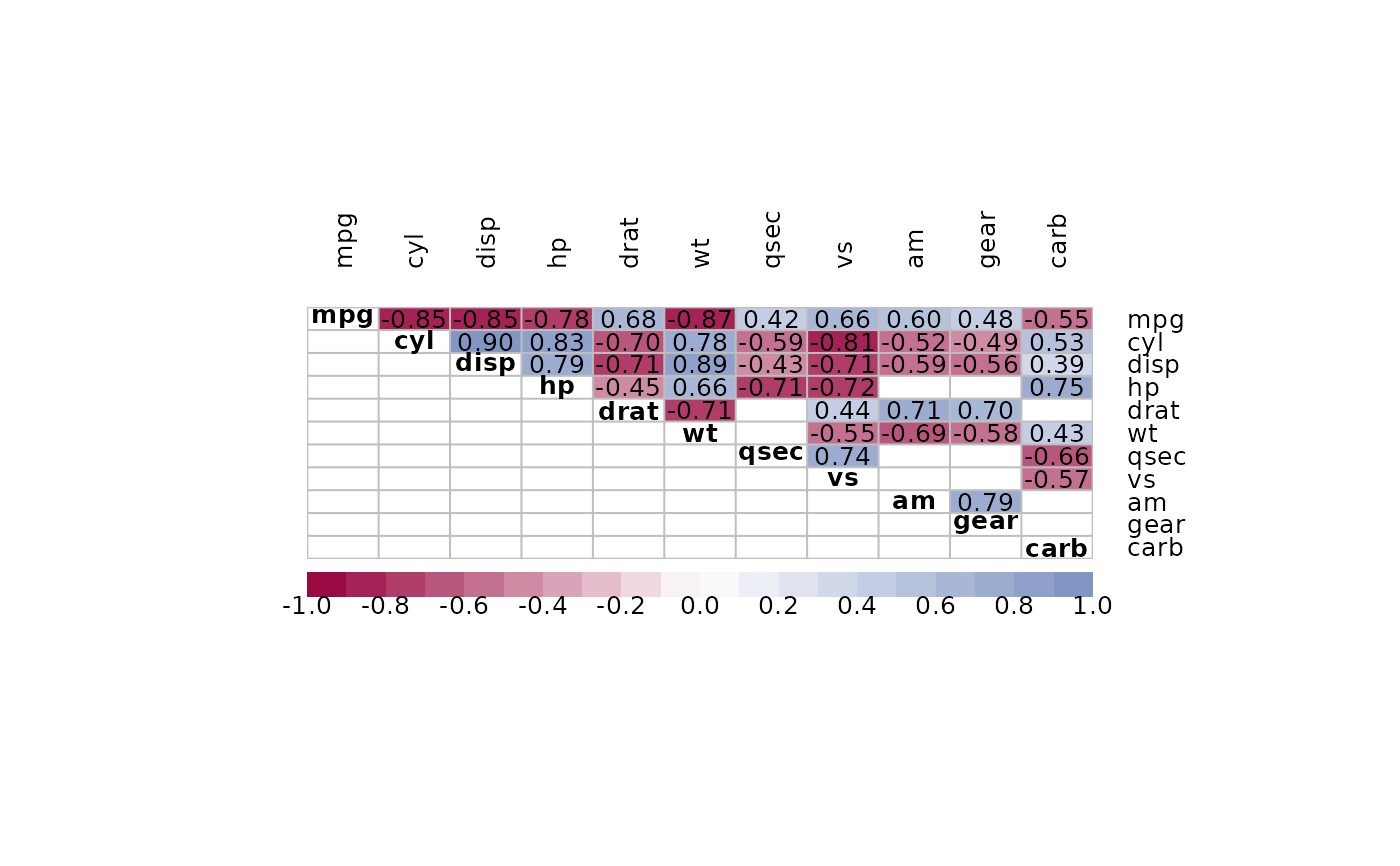 mpg cyl disp hp drat wt qsec vs am gear carb
mpg -0.85 -0.85 -0.78 0.68 -0.87 0.42 0.66 0.60 0.48 -0.55 mpg
cyl 0.90 0.83 -0.70 0.78 -0.59 -0.81 -0.52 -0.49 0.53 cyl
disp 0.79 -0.71 0.89 -0.43 -0.71 -0.59 -0.56 0.39 disp
hp -0.45 0.66 -0.71 -0.72 0.75 hp
drat -0.71 0.44 0.71 0.70 drat
wt -0.55 -0.69 -0.58 0.43 wt
qsec 0.74 -0.66 qsec
vs -0.57 vs
am 0.79 am
gear gear
carb carb
-1.0 -0.8 -0.6 -0.4 -0.2 0.0 0.2 0.4 0.6 0.8 1.0